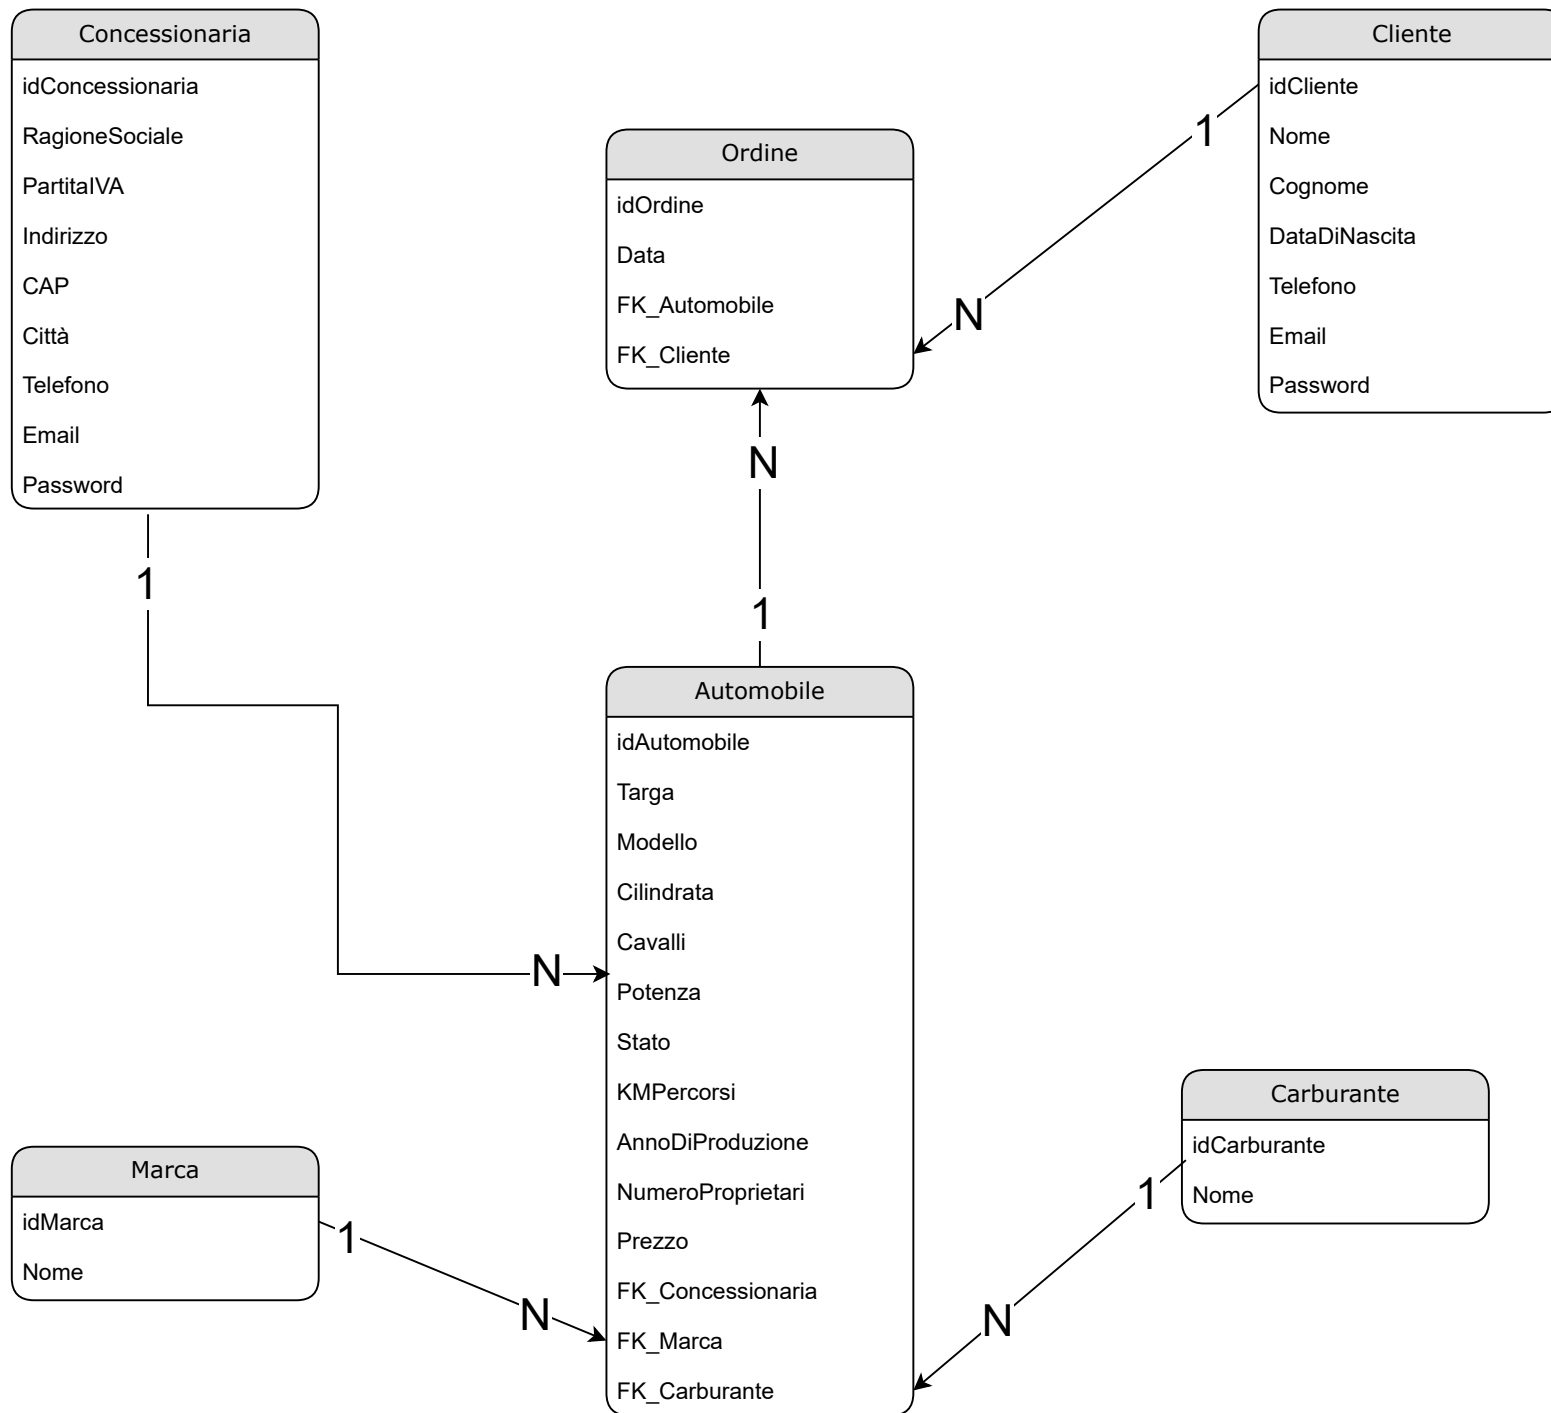 Concessionaria
idConcessionaria
RagioneSociale
PartitaIVA
Indirizzo
CAP
Città
Telefono
Email
Password
1
N
Ordine
idOrdine
Data
FK_Automobile
FK_Cliente
N
1
Cliente
idCliente
Nome
Cognome
DataDiNascita
Telefono
Email
Password
1
N
Automobile
idAutomobile
Targa
Modello
Cilindrata
Cavalli
Potenza
Stato
KMPercorsi
AnnoDiProduzione
NumeroProprietari
Prezzo
FK_Concessionaria
FK_Marca
FK_Carburante
Marca
idMarca
Nome
1
N
Carburante
idCarburante
Nome
1
N